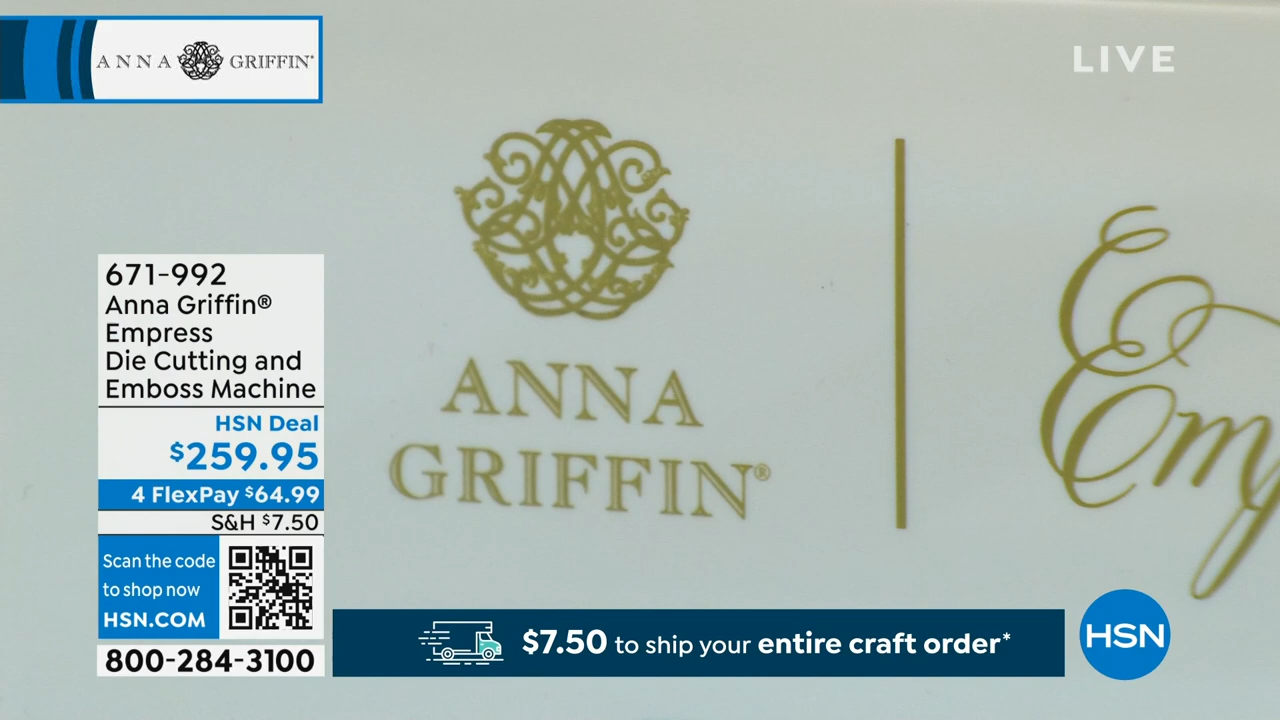 ANNA GRIFFIN®
LIVE
ANNA
GRIFFIN®
671-992
Anna Griffin®
Empress
Die Cutting and
Emboss Machine
HSN Deal
$259.95
4 FlexPay $64.99
S&H $7.50
Scan the code
to shop now
HSN.COM
800-284-3100
$7.50 to ship your entire craft order*
HSN